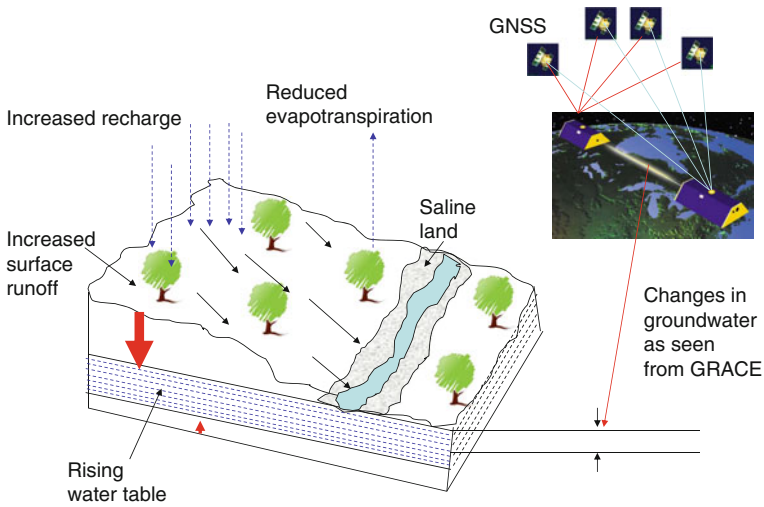 GNSS
Increased recharge
Reduced
evapotranspiration
Saline
land
Increased
surface
runoff
Changes in
groundwater
as seen
from GRACE
Rising
water table